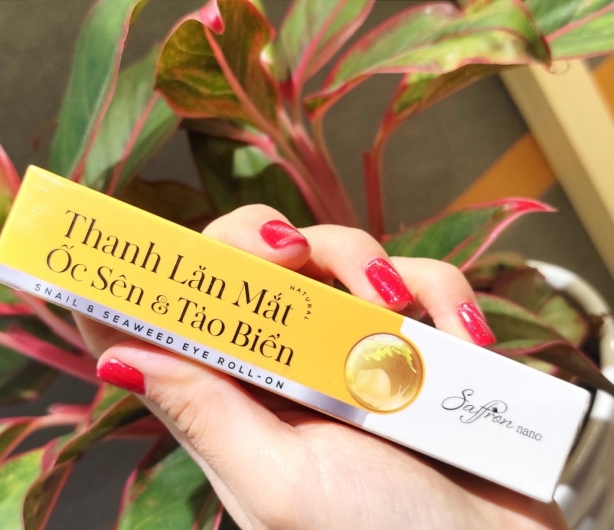 Thanh Lăn Mắt
NATURAL
Ốc Sên & Tảo Biển
SNAIL & SEAWEED EYE ROLL-ON
Saffron nano